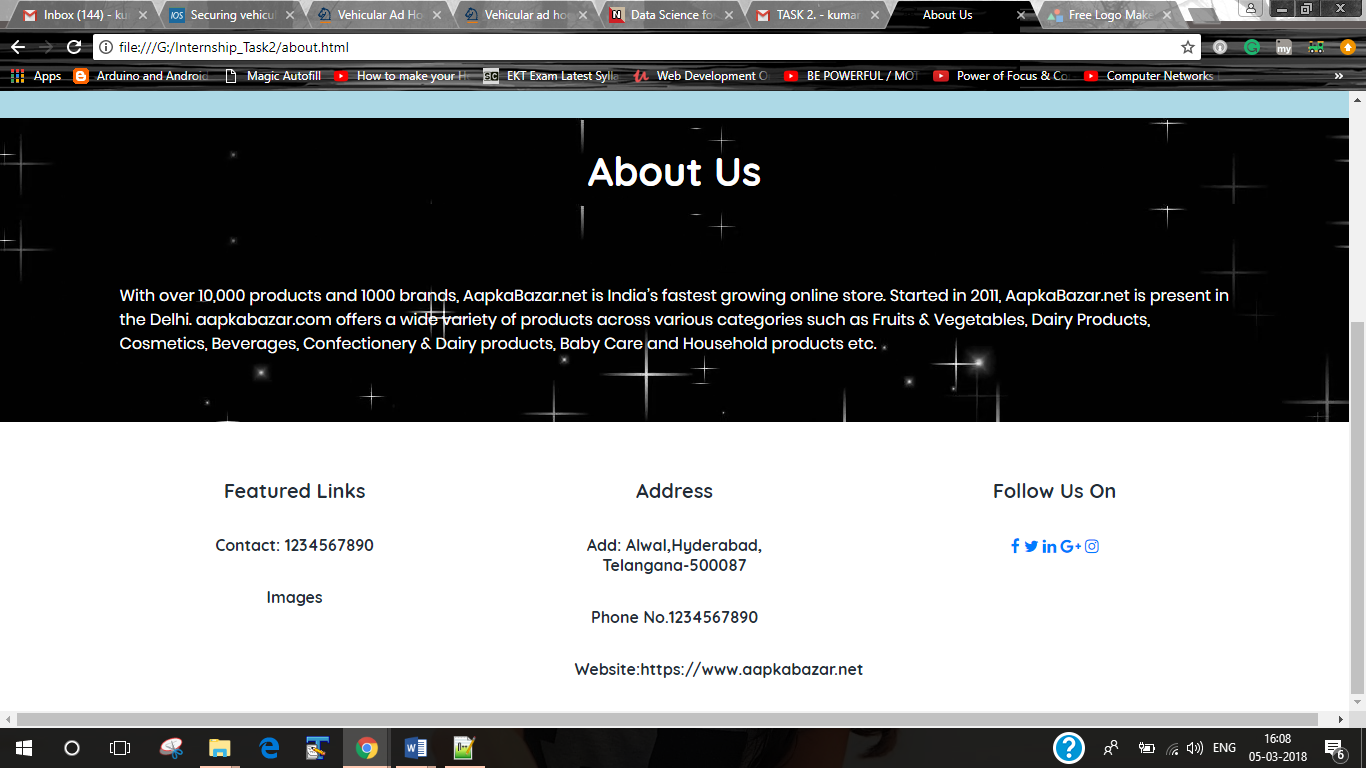 Inbox (144) - ku
Securing vehicu
Vehicular Ad Ho
Vehicular ad ho
Data Science fo
TASK 2. - kumar
About Us
Free Logo Make
file:///G:/Internship_Task2/about.html
Apps
Arduino and Android
Magic Autofill
How to make your H
EKT Exam Latest Sylla
Web Development O
BE POWERFUL / MOT
Power of Focus & Co
Computer Networks
»
About Us
With over 10,000 products and 1000 brands, AapkaBazar.net is India's fastest growing online store. Started in 2011, AapkaBazar.net is present in
the Delhi. aapkabazar.com offers a wide variety of products across various categories such as Fruits & Vegetables, Dairy Products,
Cosmetics, Beverages, Confectionery & Dairy products, Baby Care and Household products etc.
Featured Links
Address
Follow Us On
Contact: 1234567890
Add: Alwal,Hyderabad,
Telangana-500087
Images
Phone No.1234567890
Website:https://www.aapkabazar.net
ENG
16:08
05-03-2018
6